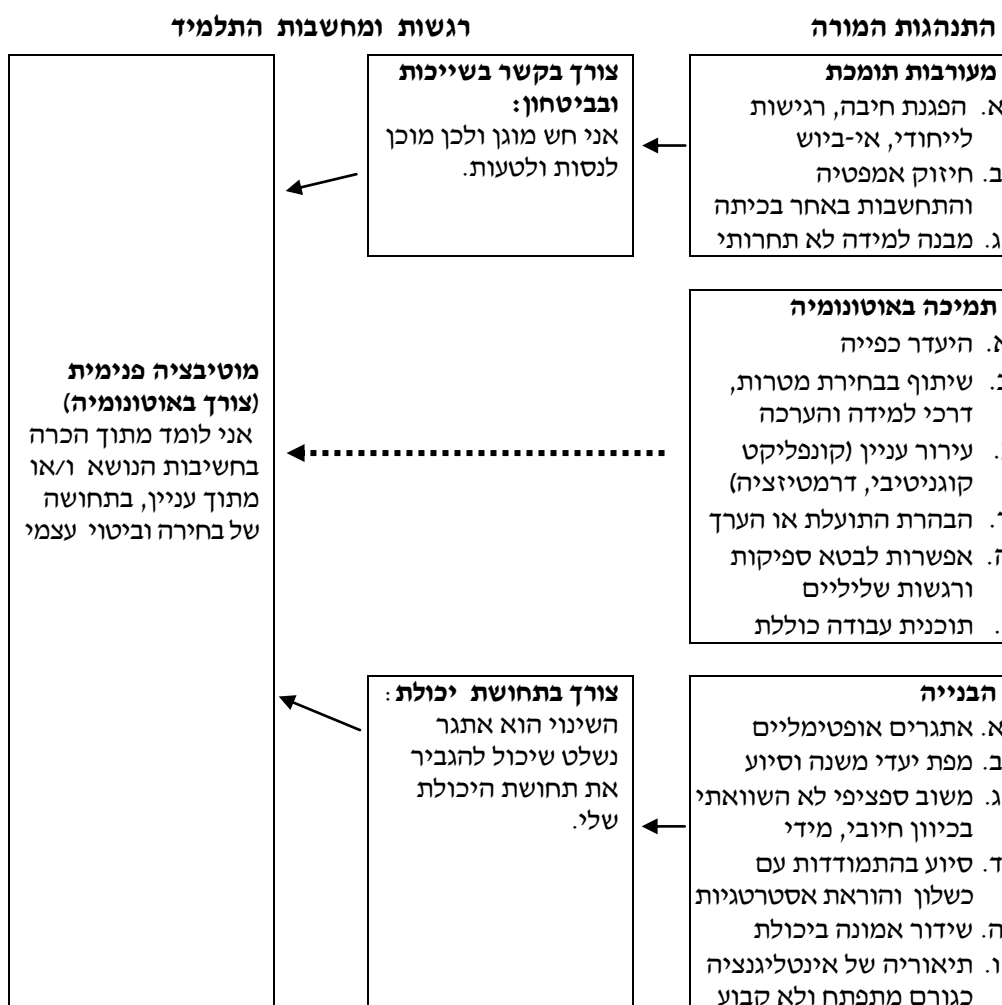 התנהגות המורה
רגשות ומחשבות התלמיד
מעורבות תומכת
א. הפגנת חיבה, רגישות
לייחודי, אי-ביוש
ב. חיזוק אמפטיה
והתחשבות באחר בכיתה
ג. מבנה למידה לא תחרותי
צורך בקשר בשייכות
ובביטחון:
אני חש מוגן ולכן מוכן
לנסות ולטעות.
תמיכה באוטונומיה
א. היעדר כפייה
ב. שיתוף בבחירת מטרות,
דרכי למידה והערכה
. עירור עניין (קונפליקט
קוגניטיבי, דרמטיזציה)
ד. הבהרת התועלת או הערך
ה. אפשרות לבטא ספיקות
ורגשות שליליים
. תוכנית עבודה כוללת
מוטיבציה פנימית
(צורך באוטונומיה)
אני לומד מתוך הכרה
בחשיבות הנושא ו/או
מתוך עניין, בתחושה
של בחירה וביטוי עצמי
הבנייה
א. אתגרים אופטימליים
ב. מפת יעדי משנה וסיוע
ג. משוב ספציפי לא השוואתי
בכיוון חיובי, מידי
ד. סיוע בהתמודדות עם
כשלון והוראת אסטרטגיות
ה. שידור אמונה ביכולת
ו. תיאוריה של אינטליגנציה
כגורם מתפתח ולא קבוע
צורך בתחושת יכולת:
השינוי הוא אתגר
נשלט שיכול להגביר
את תחושת היכולת
שלי.